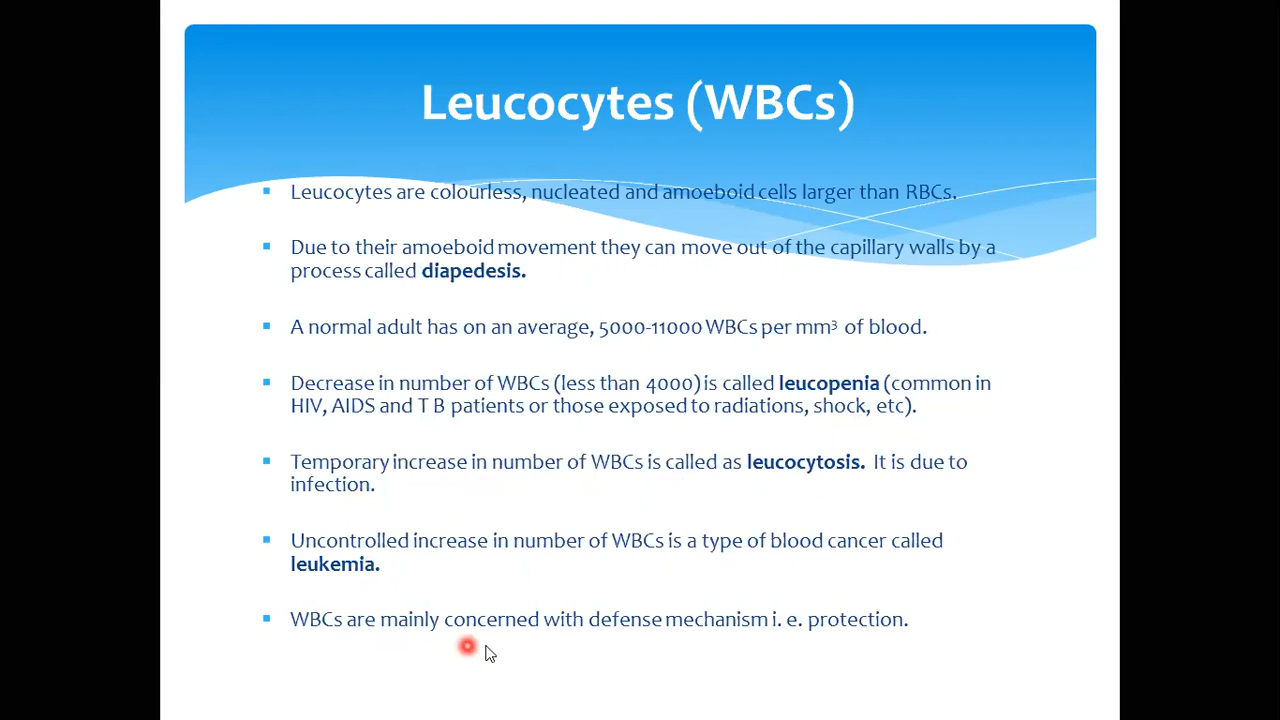 Leucocytes (WBCs)
Leucocytes are colourless, nucleated and amoeboid cells larger than RBCs.
Due to their amoeboid movement they can move out of the capillary walls by a
process called diapedesis.
A normal adult has on an average, 5000-11000 WBCs per mm³ of blood.
Decrease in number of WBCs (less than 4000) is called leucopenia (common in
HIV, AIDS and T B patients or those exposed to radiations, shock, etc).
Temporary increase in number of WBCs is called as leucocytosis. It is due to
infection.
Uncontrolled increase in number of WBCs is a type of blood cancer called
leukemia.
WBCs are mainly concerned with defense mechanism i. e. protection.